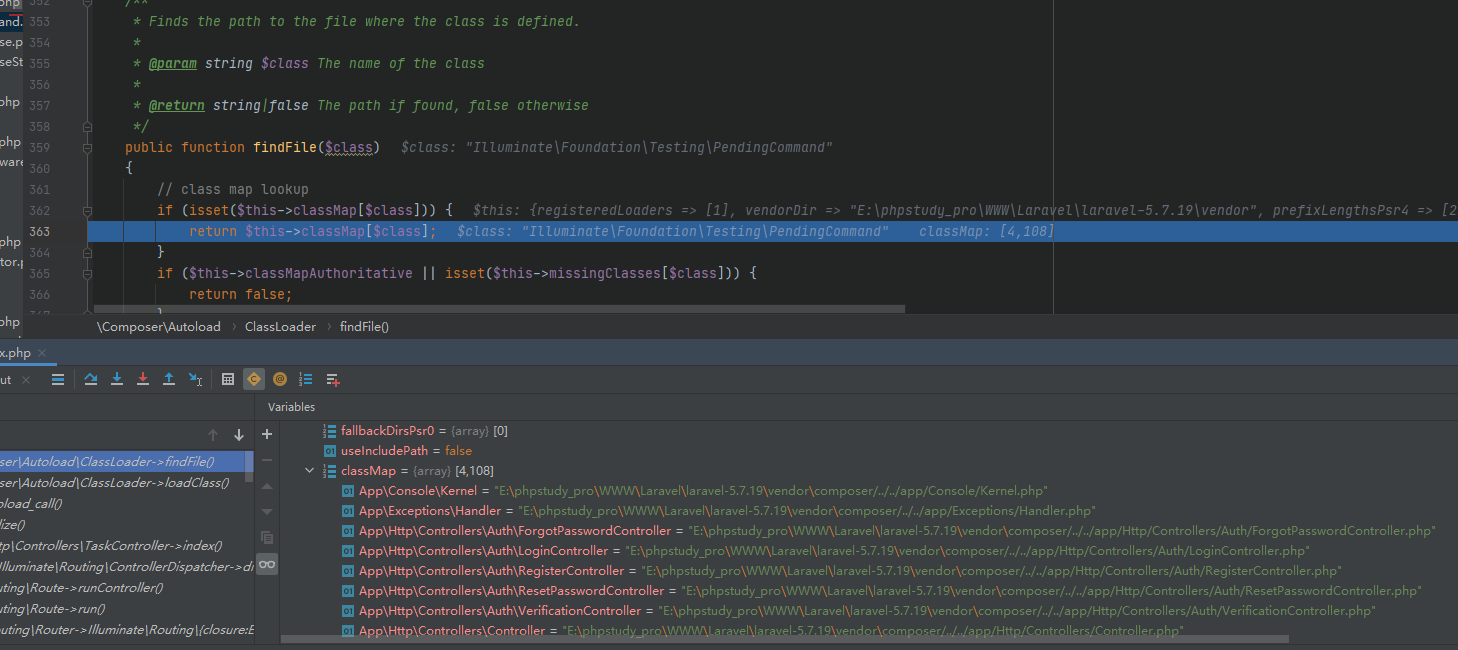 php
and.
se.p
seSt
php
php
ware
php
tor.p
php
352 /**
353 * Finds the path to the file where the class is defined.
354 *
355 * @param string $class The name of the class
356 *
357 * @return string|false The path if found, false otherwise
358 */
359 public function findFile($class) $class: "Illuminate\Foundation\Testing\PendingCommand"
360 {
361 // class map lookup
362 if (isset($this->classMap[$class])) { $this: {registeredLoaders => [1], vendorDir => "E:\phpstudy_pro\WWW\Laravel\laravel-5.7.19\vendor", prefixLengthsPsr4 => [2
363 return $this->classMap[$class]; $class: "Illuminate\Foundation\Testing\PendingCommand" classMap: [4,108]
364 }
365 if ($this->classMapAuthoritative || isset($this->missingClasses[$class])) {
366 return false;
367 }
\Composer\Autoload › ClassLoader › findFile()
x.php ×
ut ×
Variables
ser\Autoload\ClassLoader->findFile()
ser\Autoload\ClassLoader->loadClass()
oload_call()
lize()
tp\Controllers\TaskController->index()
Illuminate\Routing\ControllerDispatcher->di
uting\Route->runController()
uting\Route->run()
uting\Router->Illuminate\Routing\{closure:E
fallbackDirsPsr0 = {array} [0]
useIncludePath = false
classMap = {array} [4,108]
App\Console\Kernel = "E:\phpstudy_pro\WWW\Laravel\laravel-5.7.19\vendor\composer/../../app/Console/Kernel.php"
App\Exceptions\Handler = "E:\phpstudy_pro\WWW\Laravel\laravel-5.7.19\vendor\composer/../../app/Exceptions/Handler.php"
App\Http\Controllers\Auth\ForgotPasswordController = "E:\phpstudy_pro\WWW\Laravel\laravel-5.7.19\vendor\composer/../../app/Http/Controllers/Auth/ForgotPasswordController.php"
App\Http\Controllers\Auth\LoginController = "E:\phpstudy_pro\WWW\Laravel\laravel-5.7.19\vendor\composer/../../app/Http/Controllers/Auth/LoginController.php"
App\Http\Controllers\Auth\RegisterController = "E:\phpstudy_pro\WWW\Laravel\laravel-5.7.19\vendor\composer/../../app/Http/Controllers/Auth/RegisterController.php"
App\Http\Controllers\Auth\ResetPasswordController = "E:\phpstudy_pro\WWW\Laravel\laravel-5.7.19\vendor\composer/../../app/Http/Controllers/Auth/ResetPasswordController.php"
App\Http\Controllers\Auth\VerificationController = "E:\phpstudy_pro\WWW\Laravel\laravel-5.7.19\vendor\composer/../../app/Http/Controllers/Auth/VerificationController.php"
App\Http\Controllers\Controller = "E:\phpstudy_pro\WWW\Laravel\laravel-5.7.19\vendor\composer/../../app/Http/Controllers/Controller.php"